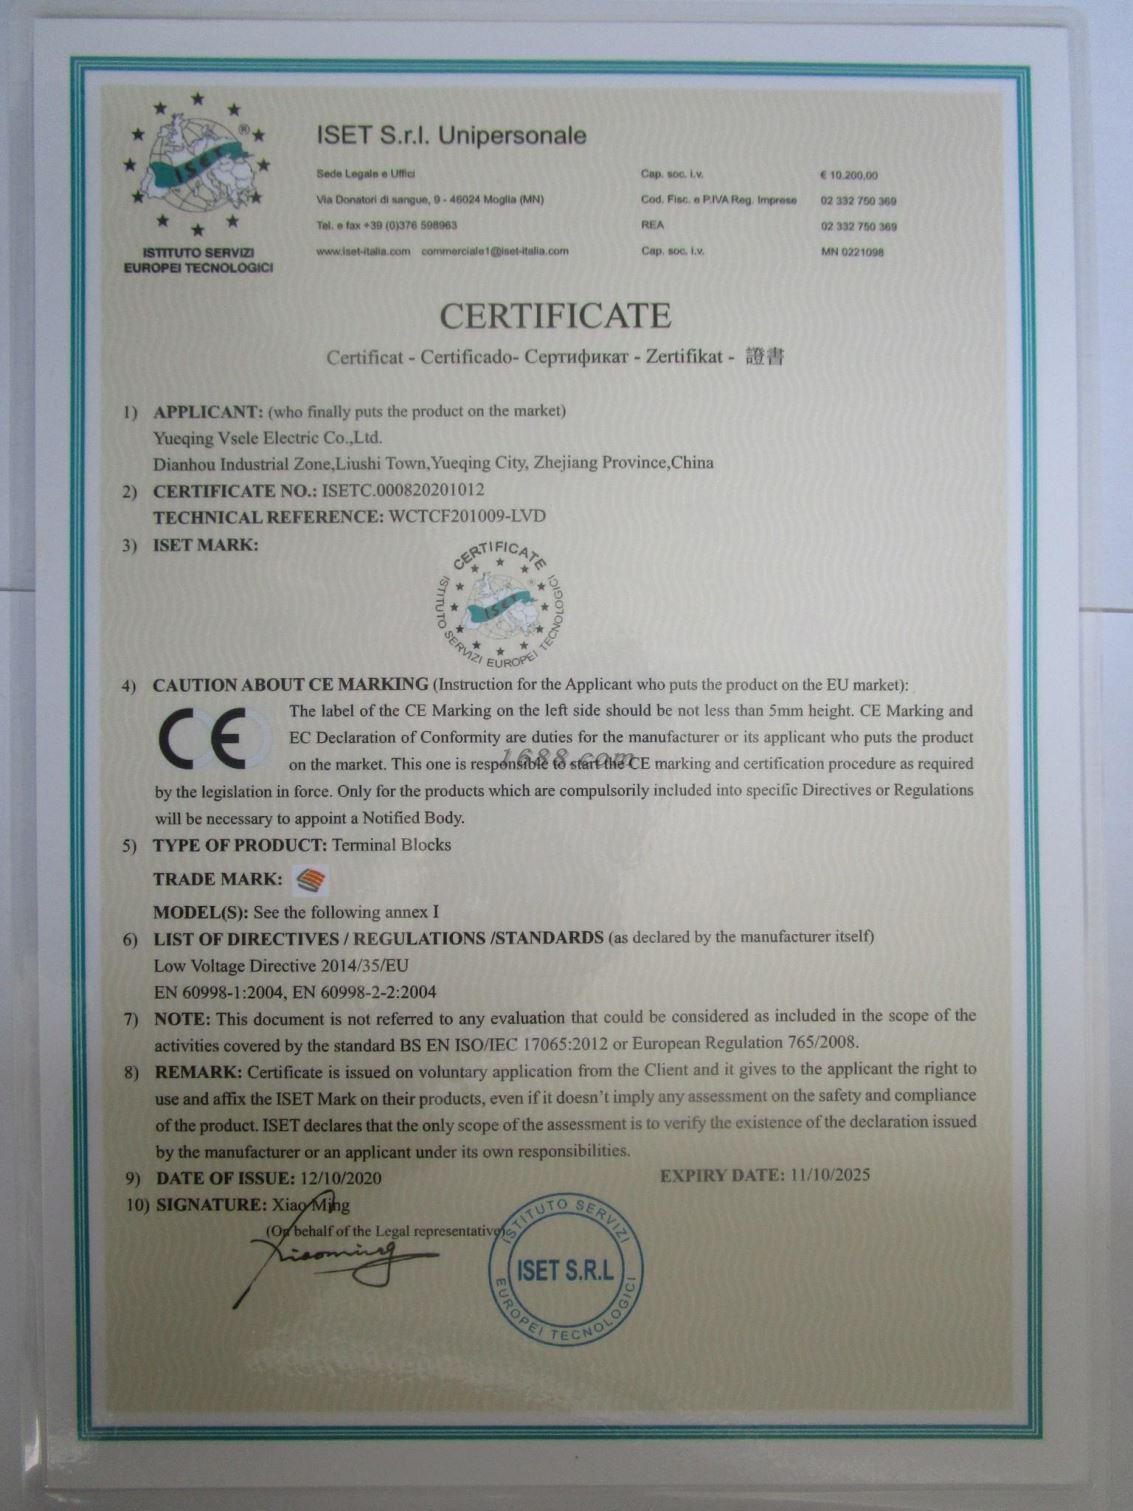 ISET
®
ISTITUTO SERVIZI
EUROPEI TECNOLOGICI
ISET S.r.l. Unipersonale
Sede Legale e Uffici
Via Donatori di sangue, 9 - 46024 Moglia (MN)
Tel. e fax +39 (0)376 598963
www.iset-italia.com commerciale1@iset-italia.com
Cap. soc. i.v. € 10.200,00
Cod. Fisc. e P.IVA Reg. Imprese 02 332 750 369
REA 02 332 750 369
Cap. soc. i.v. MN 0221098
CERTIFICATE
Certificat - Certificado- Сертификат - Zertifikat - 證書
1) APPLICANT: (who finally puts the product on the market)
Yueqing Vsele Electric Co.,Ltd.
Dianhou Industrial Zone,Liushi Town,Yueqing City, Zhejiang Province,China
2) CERTIFICATE NO.: ISETC.000820201012
TECHNICAL REFERENCE: WCTCF201009-LVD
3) ISET MARK:
CERTIFICATE
ISET
ISTITUTO SERVIZI EUROPEI TECNOLOGICI
4) CAUTION ABOUT CE MARKING (Instruction for the Applicant who puts the product on the EU market):
CE
The label of the CE Marking on the left side should be not less than 5mm height. CE Marking and
EC Declaration of Conformity are duties for the manufacturer or its applicant who puts the product
on the market. This one is responsible to start the CE marking and certification procedure as required
1688.com
by the legislation in force. Only for the products which are compulsorily included into specific Directives or Regulations
will be necessary to appoint a Notified Body.
5) TYPE OF PRODUCT: Terminal Blocks
TRADE MARK:
MODEL(S): See the following annex I
6) LIST OF DIRECTIVES / REGULATIONS /STANDARDS (as declared by the manufacturer itself)
Low Voltage Directive 2014/35/EU
EN 60998-1:2004, EN 60998-2-2:2004
7) NOTE: This document is not referred to any evaluation that could be considered as included in the scope of the
activities covered by the standard BS EN ISO/IEC 17065:2012 or European Regulation 765/2008.
8) REMARK: Certificate is issued on voluntary application from the Client and it gives to the applicant the right to
use and affix the ISET Mark on their products, even if it doesn't imply any assessment on the safety and compliance
of the product. ISET declares that the only scope of the assessment is to verify the existence of the declaration issued
by the manufacturer or an applicant under its own responsibilities.
9) DATE OF ISSUE: 12/10/2020 EXPIRY DATE: 11/10/2025
10) SIGNATURE: Xiao Ming
(On behalf of the Legal representative)
Xiaoming
ISTITUTO SERVIZI
ISET S.R.L
EUROPEI TECNOLOGICI